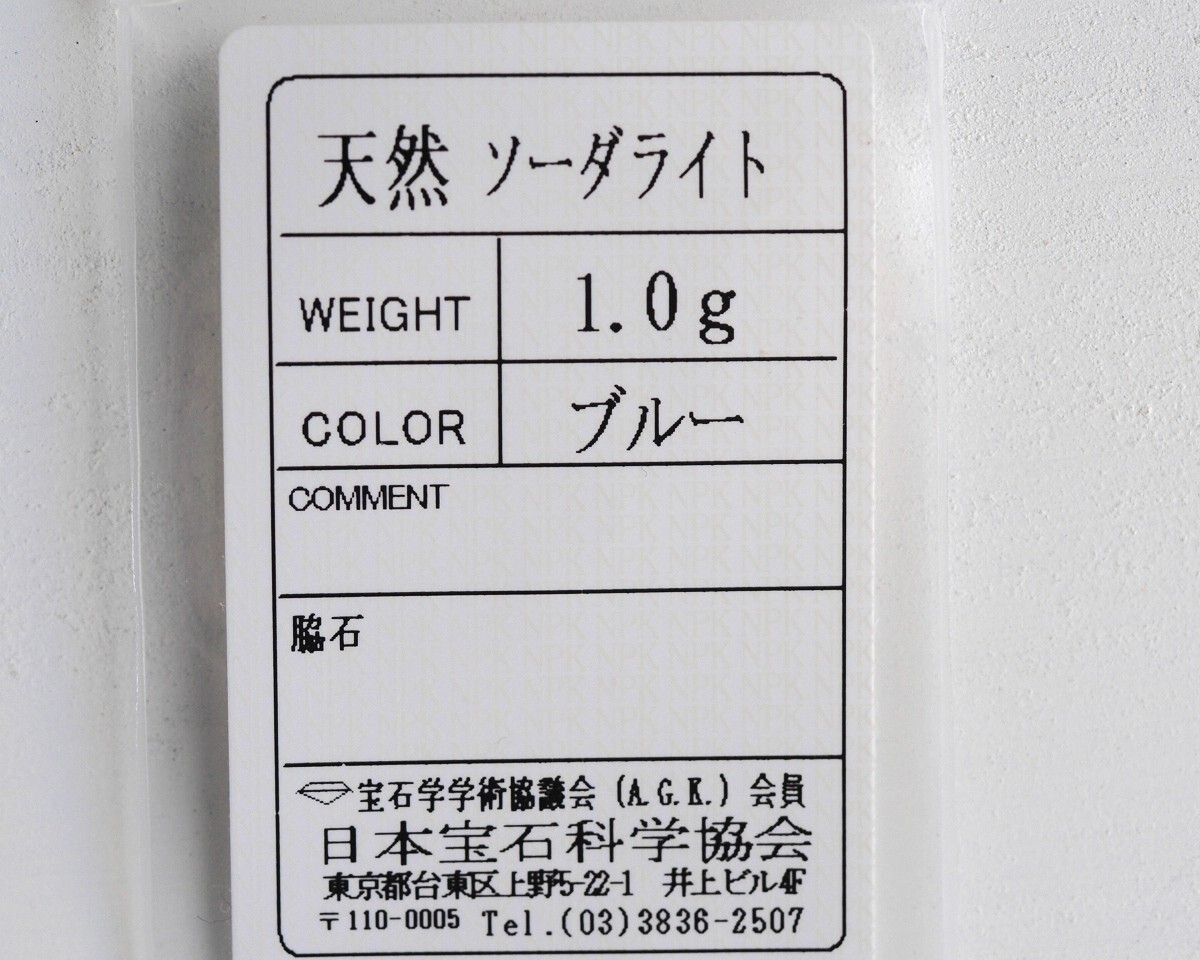 天然 ソーダライト
WEIGHT 1.0g
COLOR ブルー
COMMENT
脇石
宝石学学術協議会 (A.G.K.) 会員
日本宝石科学協会
東京都台東区上野5-22-1 井上ビル4F
〒110-0005 Tel.(03)3836-2507